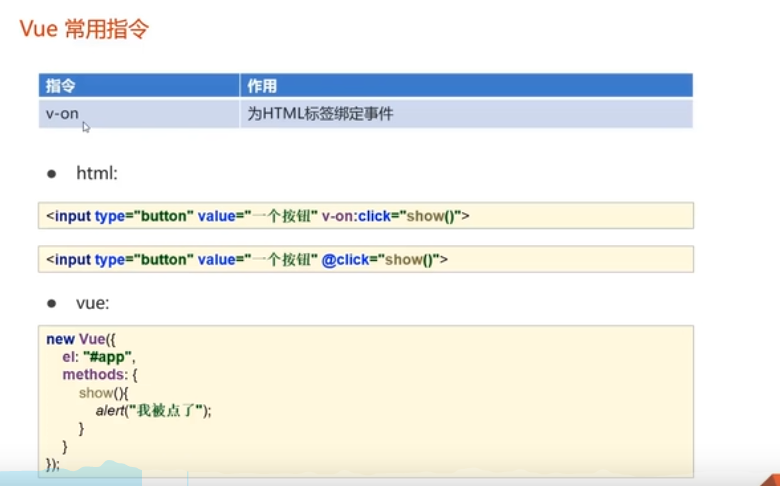 Vue 常用指令
指令 作用
v-on 为HTML标签绑定事件
● html:
<input type="button" value="一个按钮" v-on:click="show()">
<input type="button" value="一个按钮" @click="show()">
● vue:
new Vue({
el: "#app",
methods: {
show(){
alert("我被点了");
}
}
});